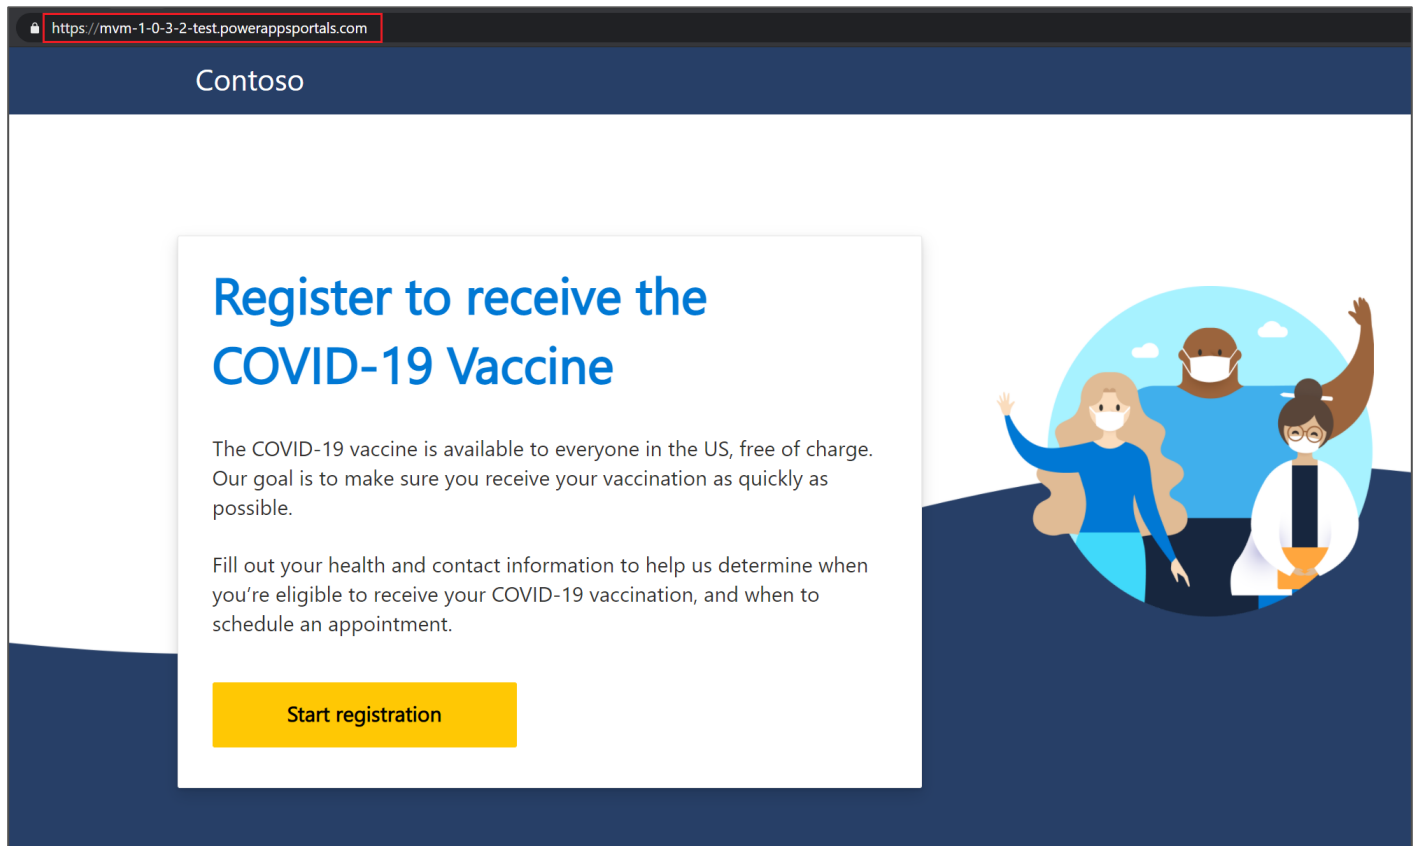 https://mvm-1-0-3-2-test.powerappsportals.com
Contoso
Register to receive the
COVID-19 Vaccine
The COVID-19 vaccine is available to everyone in the US, free of charge.
Our goal is to make sure you receive your vaccination as quickly as
possible.
Fill out your health and contact information to help us determine when
you’re eligible to receive your COVID-19 vaccination, and when to
schedule an appointment.
Start registration